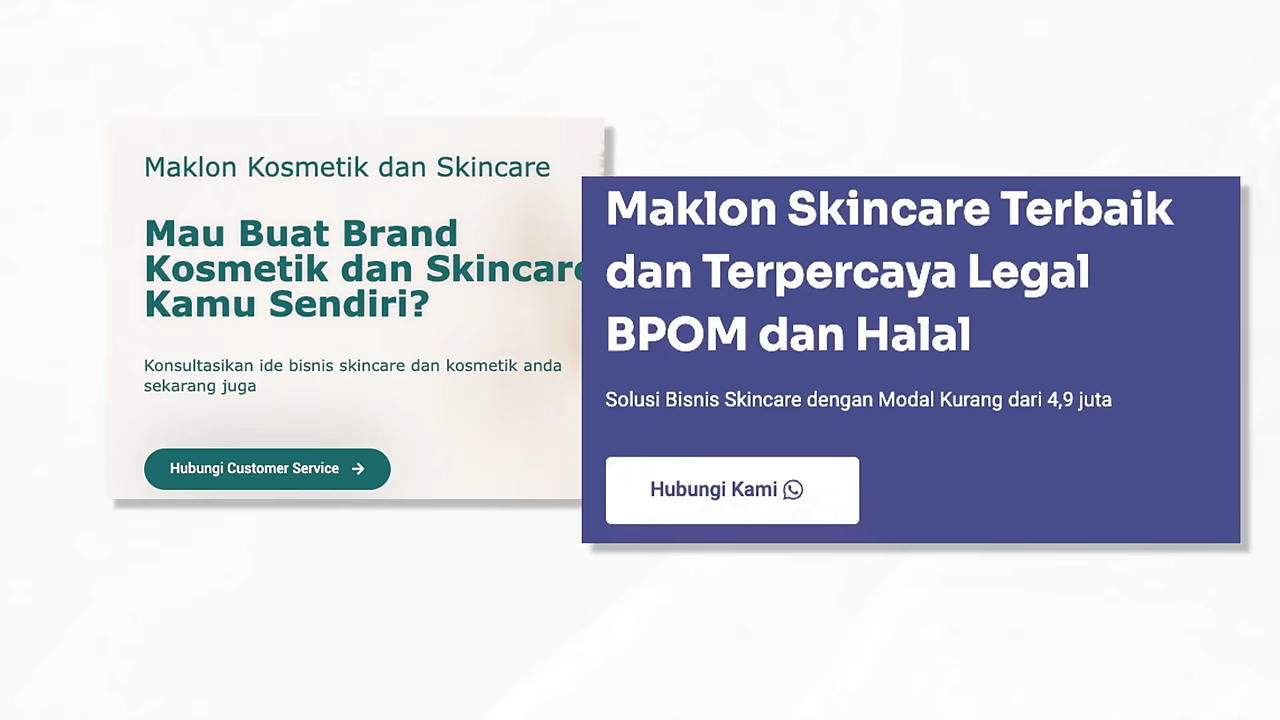 Maklon Kosmetik dan Skincare
Mau Buat Brand
Kosmetik dan Skincare
Kamu Sendiri?
Konsultasikan ide bisnis skincare dan kosmetik anda
sekarang juga
Hubungi Customer Service
Maklon Skincare Terbaik
dan Terpercaya Legal
BPOM dan Halal
Solusi Bisnis Skincare dengan Modal Kurang dari 4,9 juta
Hubungi Kami